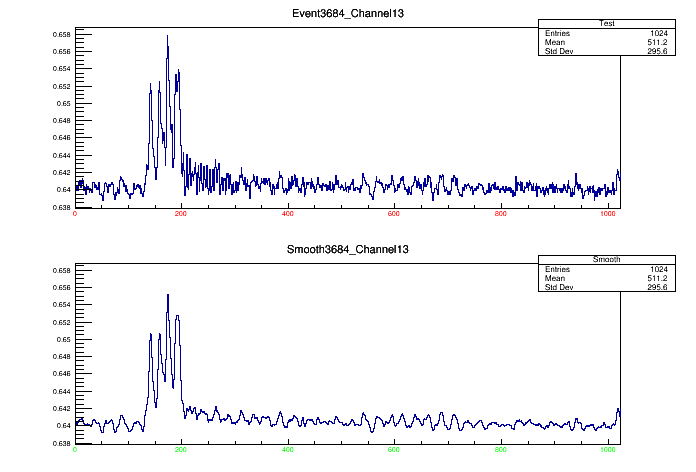 Event3684_Channel13
Test
Entries 1024
Mean 511.2
Std Dev 295.6
0.658
0.656
0.654
0.652
0.65
0.648
0.646
0.644
0.642
0.64
0.638
0 200 400 600 800 1000
Smooth3684_Channel13
Smooth
Entries 1024
Mean 511.2
Std Dev 295.6
0.658
0.656
0.654
0.652
0.65
0.648
0.646
0.644
0.642
0.64
0.638
0 200 400 600 800 1000